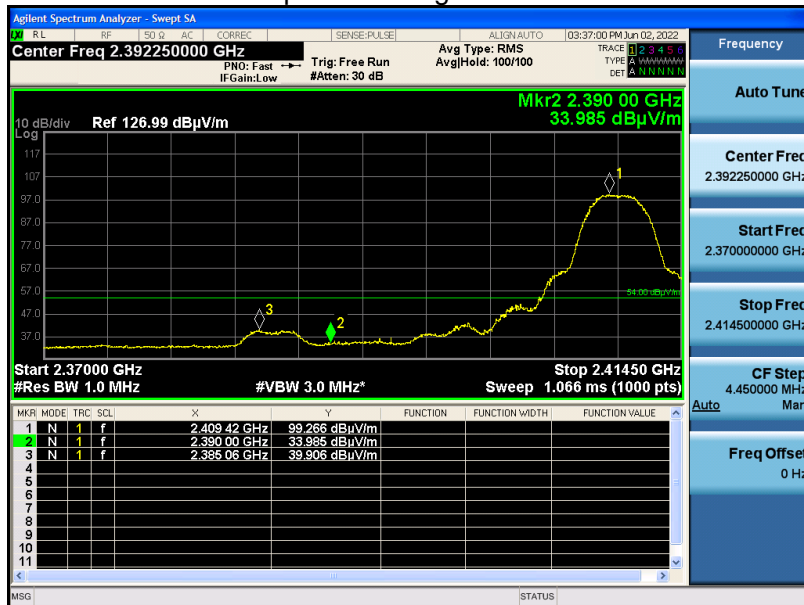 Agilent Spectrum Analyzer - Swept SA
RL RF 50 Ω AC CORREC SENSE:PULSE ALIGNAUTO 03:37:00 PM Jun 02, 2022
Center Freq 2.392250000 GHz
PNO: Fast
IFGain:Low
Trig: Free Run
#Atten: 30 dB
Avg Type: RMS
Avg|Hold: 100/100
TRACE 1 2 3 4 5 6
TYPE A WWWWW
DET A N N N N N
Mkr2 2.390 00 GHz
33.985 dBµV/m
10 dB/div Ref 126.99 dBµV/m
Log
117
107
97.0
87.0
77.0
67.0
57.0
47.0
37.0
1
54.00 dBµV/m
3
2
Start 2.37000 GHz Stop 2.41450 GHz
#Res BW 1.0 MHz #VBW 3.0 MHz* Sweep 1.066 ms (1000 pts)
MKR MODE TRC SCL X Y FUNCTION FUNCTION WIDTH FUNCTION VALUE
1 N 1 f 2.409 42 GHz 99.266 dBµV/m
2 N 1 f 2.390 00 GHz 33.985 dBµV/m
3 N 1 f 2.385 06 GHz 39.906 dBµV/m
4
5
6
7
8
9
10
11
MSG STATUS
Frequency
Auto Tune
Center Freq
2.392250000 GHz
Start Freq
2.370000000 GHz
Stop Freq
2.414500000 GHz
CF Step
4.450000 MHz
Auto Man
Freq Offset
0 Hz